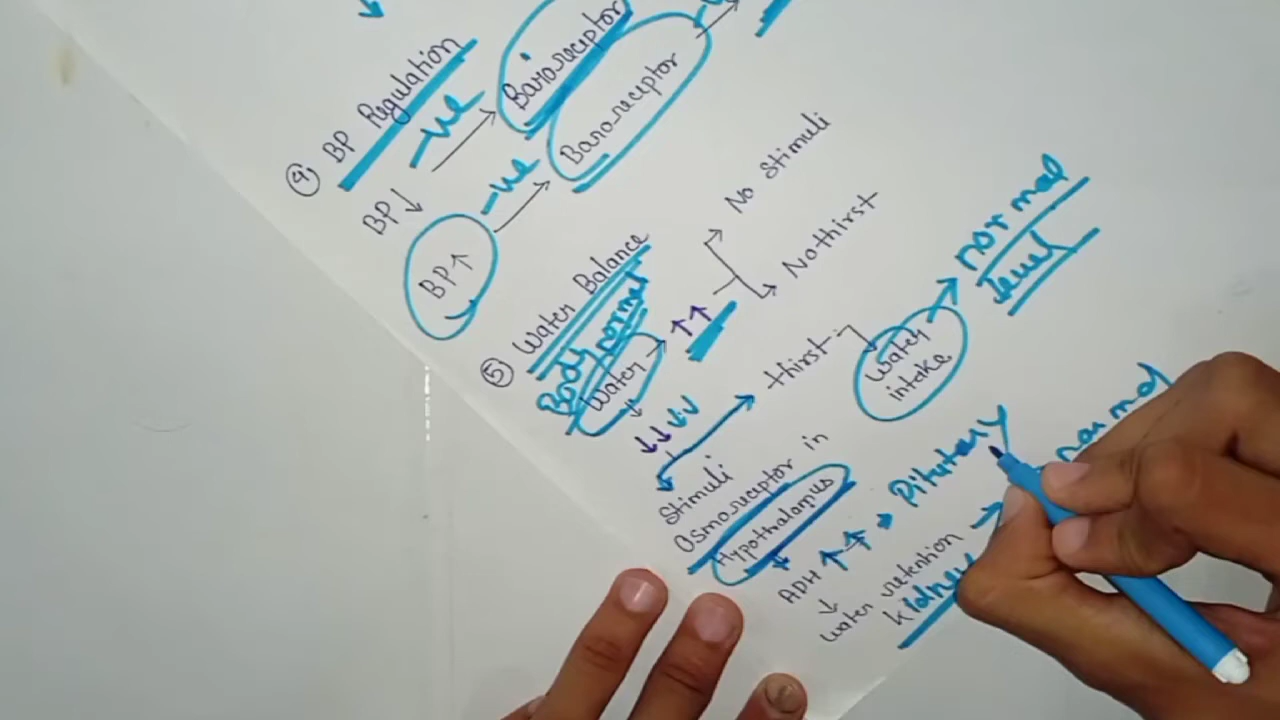 ④ BP Regulation
BP↓
-ve
Baroreceptor
BP↑
-ve
Baroreceptor
⑤ Water Balance
Body normal
Water
↑↑
No stimuli
No thirst
↓↓
thirst
water
intake
normal
level
Stimuli
Osmoreceptor in
Hypothalamus
ADH ↑↑
Pitutary
water retention
kidney
normal